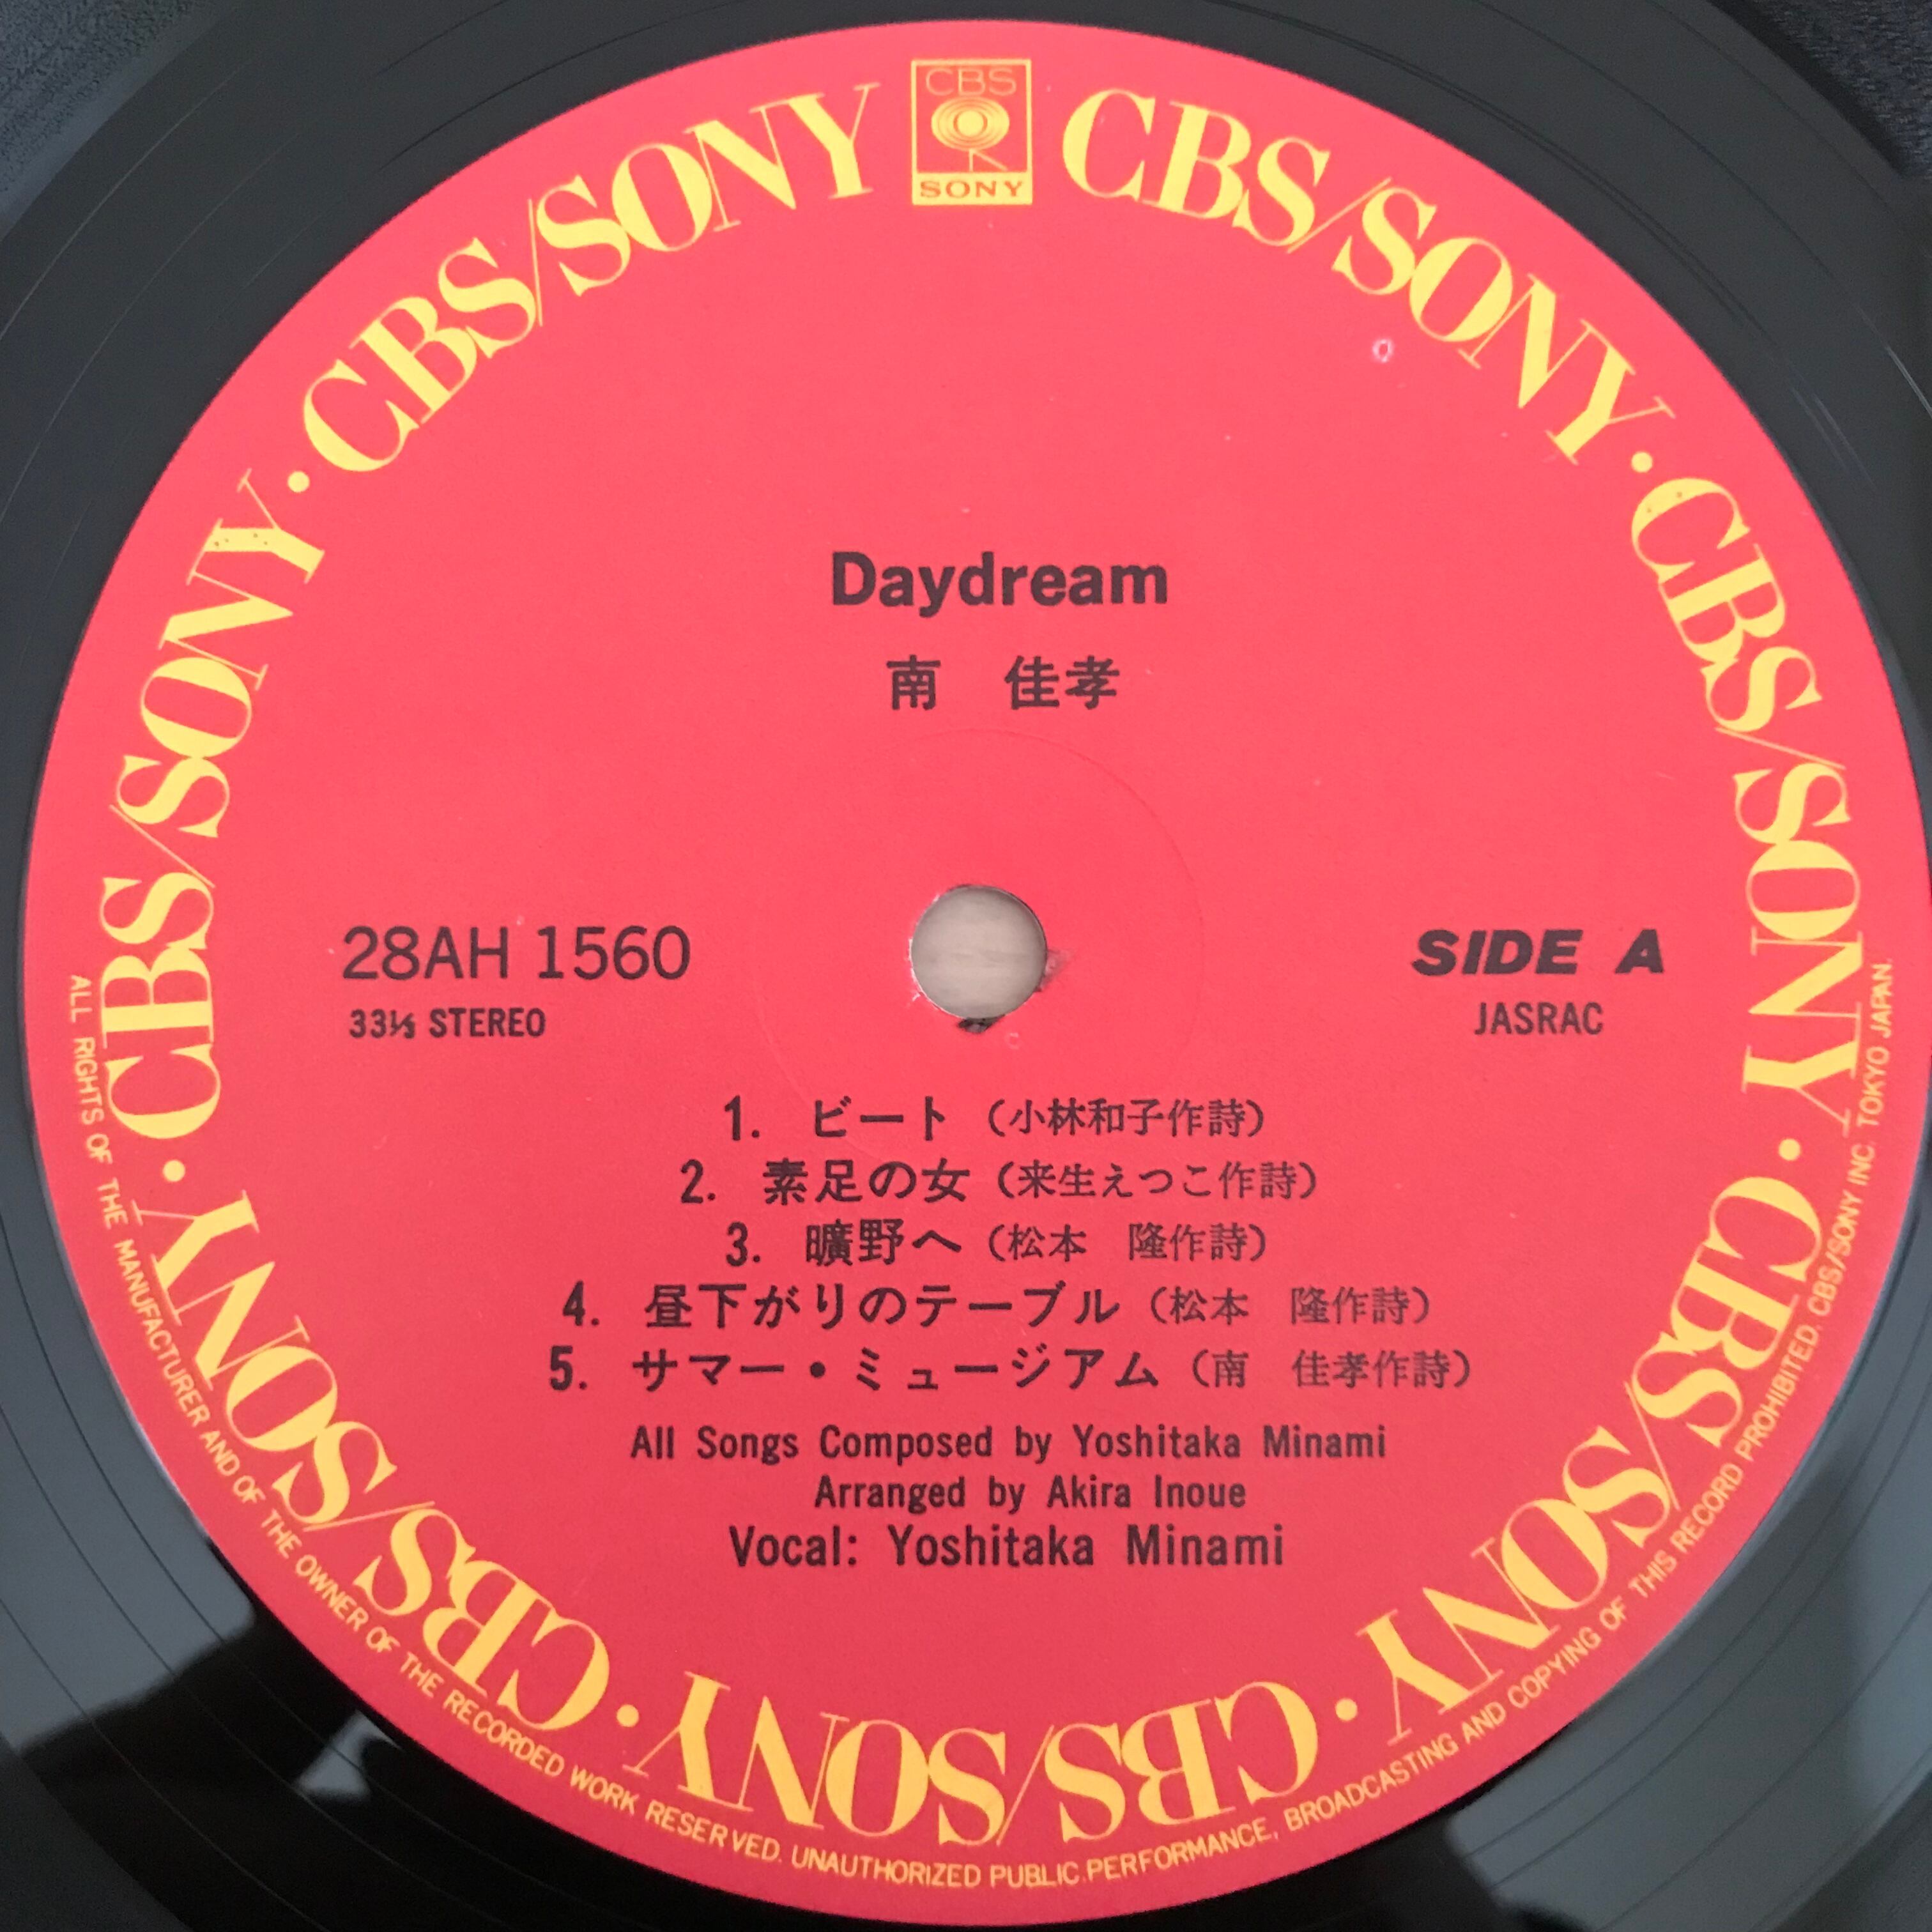 CBS
SONY
CBS/SONY · CBS/SONY · CBS/SONY · CBS/SONY · CBS/SONY · CBS/SONY · CBS/SONY
Daydream
南 佳孝
28AH 1560
33⅓ STEREO
SIDE A
JASRAC
1. ビート（小林和子作詩）
2. 素足の女（来生えつこ作詩）
3. 曠野へ（松本 隆作詩）
4. 昼下がりのテーブル（松本 隆作詩）
5. サマー・ミュージアム（南 佳孝作詩）
All Songs Composed by Yoshitaka Minami
Arranged by Akira Inoue
Vocal: Yoshitaka Minami
ALL RIGHTS OF THE MANUFACTURER AND OF THE OWNER OF THE RECORDED WORK RESERVED. UNAUTHORIZED PUBLIC PERFORMANCE, BROADCASTING AND COPYING OF THIS RECORD PROHIBITED. CBS/SONY INC. TOKYO JAPAN.